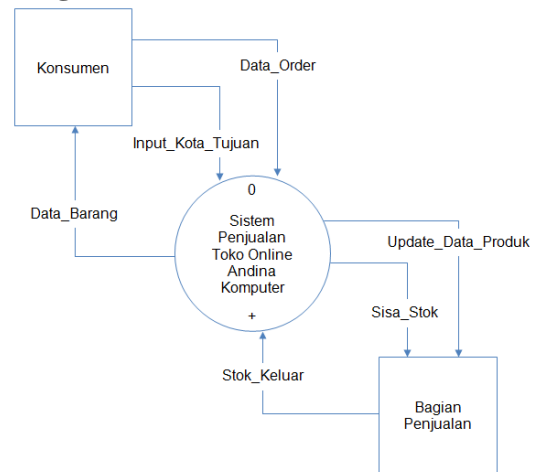 Konsumen
Data_Order
Input_Kota_Tujuan
Data_Barang
0
Sistem
Penjualan
Toko Online
Andina
Komputer
+
Update_Data_Produk
Sisa_Stok
Stok_Keluar
Bagian
Penjualan